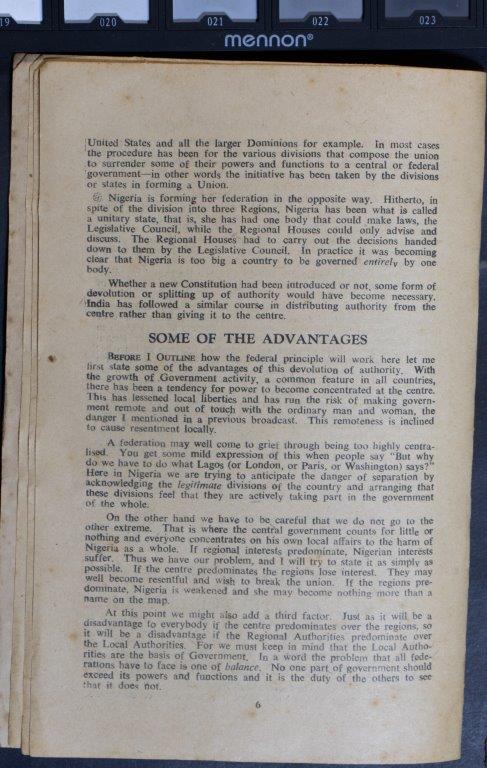 19 020 021 022 023
mennon®
United States and all the larger Dominions for example. In most cases
the procedure has been for the various divisions that compose the union
to surrender some of their powers and functions to a central or federal
government—in other words the initiative has been taken by the divisions
or states in forming a Union.
@ Nigeria is forming her federation in the opposite way. Hitherto, in
spite of the division into three Regions, Nigeria has been what is called
a unitary state, that is, she has had one body that could make laws, the
Legislative Council, while the Regional Houses could only advise and
discuss. The Regional Houses had to carry out the decisions handed
down to them by the Legislative Council. In practice it was becoming
clear that Nigeria is too big a country to be governed entirely by one
body.
Whether a new Constitution had been introduced or not, some form of
devolution or splitting up of authority would have become necessary.
India has followed a similar course in distributing authority from the
centre rather than giving it to the centre.
SOME OF THE ADVANTAGES
BEFORE I OUTLINE how the federal principle will work here let me
first state some of the advantages of this devolution of authority. With
the growth of Government activity, a common feature in all countries,
there has been a tendency for power to become concentrated at the centre.
This has lessened local liberties and has run the risk of making govern-
ment remote and out of touch with the ordinary man and woman, the
danger I mentioned in a previous broadcast. This remoteness is inclined
to cause resentment locally.
A federation may well come to grief through being too highly centra-
lised. You get some mild expression of this when people say "But why
do we have to do what Lagos (or London, or Paris, or Washington) says?"
Here in Nigeria we are trying to anticipate the danger of separation by
acknowledging the legitimate divisions of the country and arranging that
these divisions feel that they are actively taking part in the government
of the whole.
On the other hand we have to be careful that we do not go to the
other extreme. That is where the central government counts for little or
nothing and everyone concentrates on his own local affairs to the harm of
Nigeria as a whole. If regional interests predominate, Nigerian interests
suffer. Thus we have our problem, and I will try to state it as simply as
possible. If the centre predominates the regions lose interest. They may
well become resentful and wish to break the union. If the regions pre-
dominate, Nigeria is weakened and she may become nothing more than a
name on the map.
At this point we might also add a third factor. Just as it will be a
disadvantage to everybody if the centre predominates over the regions, so
it will be a disadvantage if the Regional Authorities predominate over
the Local Authorities. For we must keep in mind that the Local Autho-
rities are the basis of Government. In a word the problem that all fede-
rations have to face is one of balance. No one part of government should
exceed its powers and functions and it is the duty of the others to see
that it does not.
6